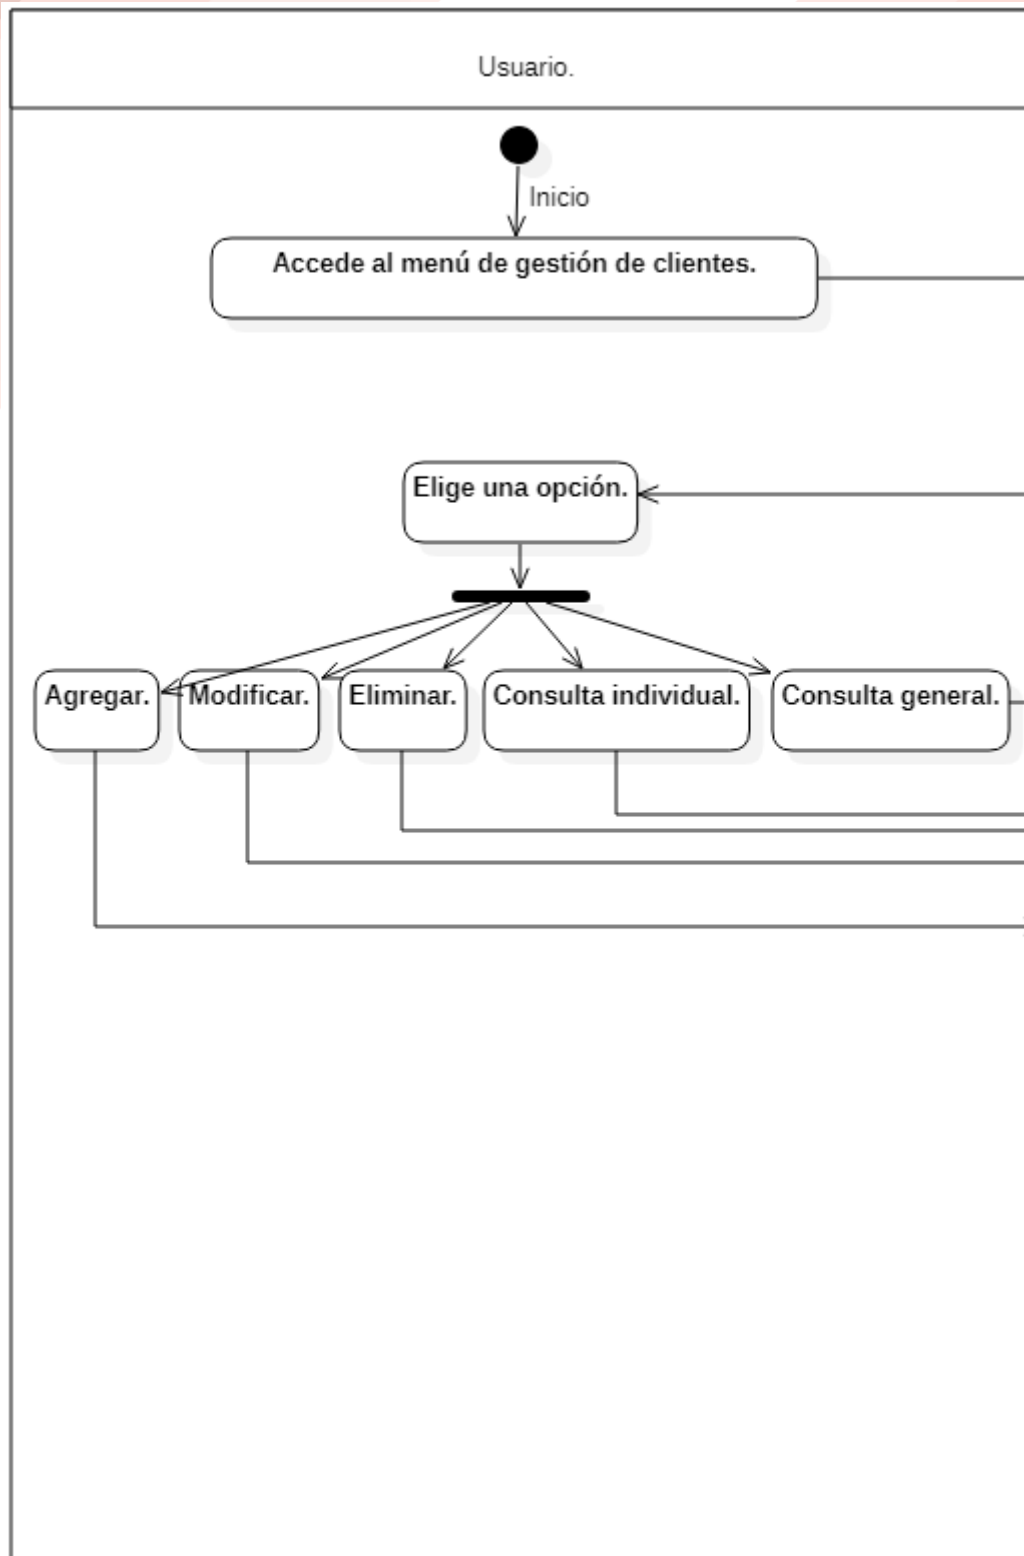 Usuario.
Inicio
Accede al menú de gestión de clientes.
Elige una opción.
Agregar.
Modificar.
Eliminar.
Consulta individual.
Consulta general.